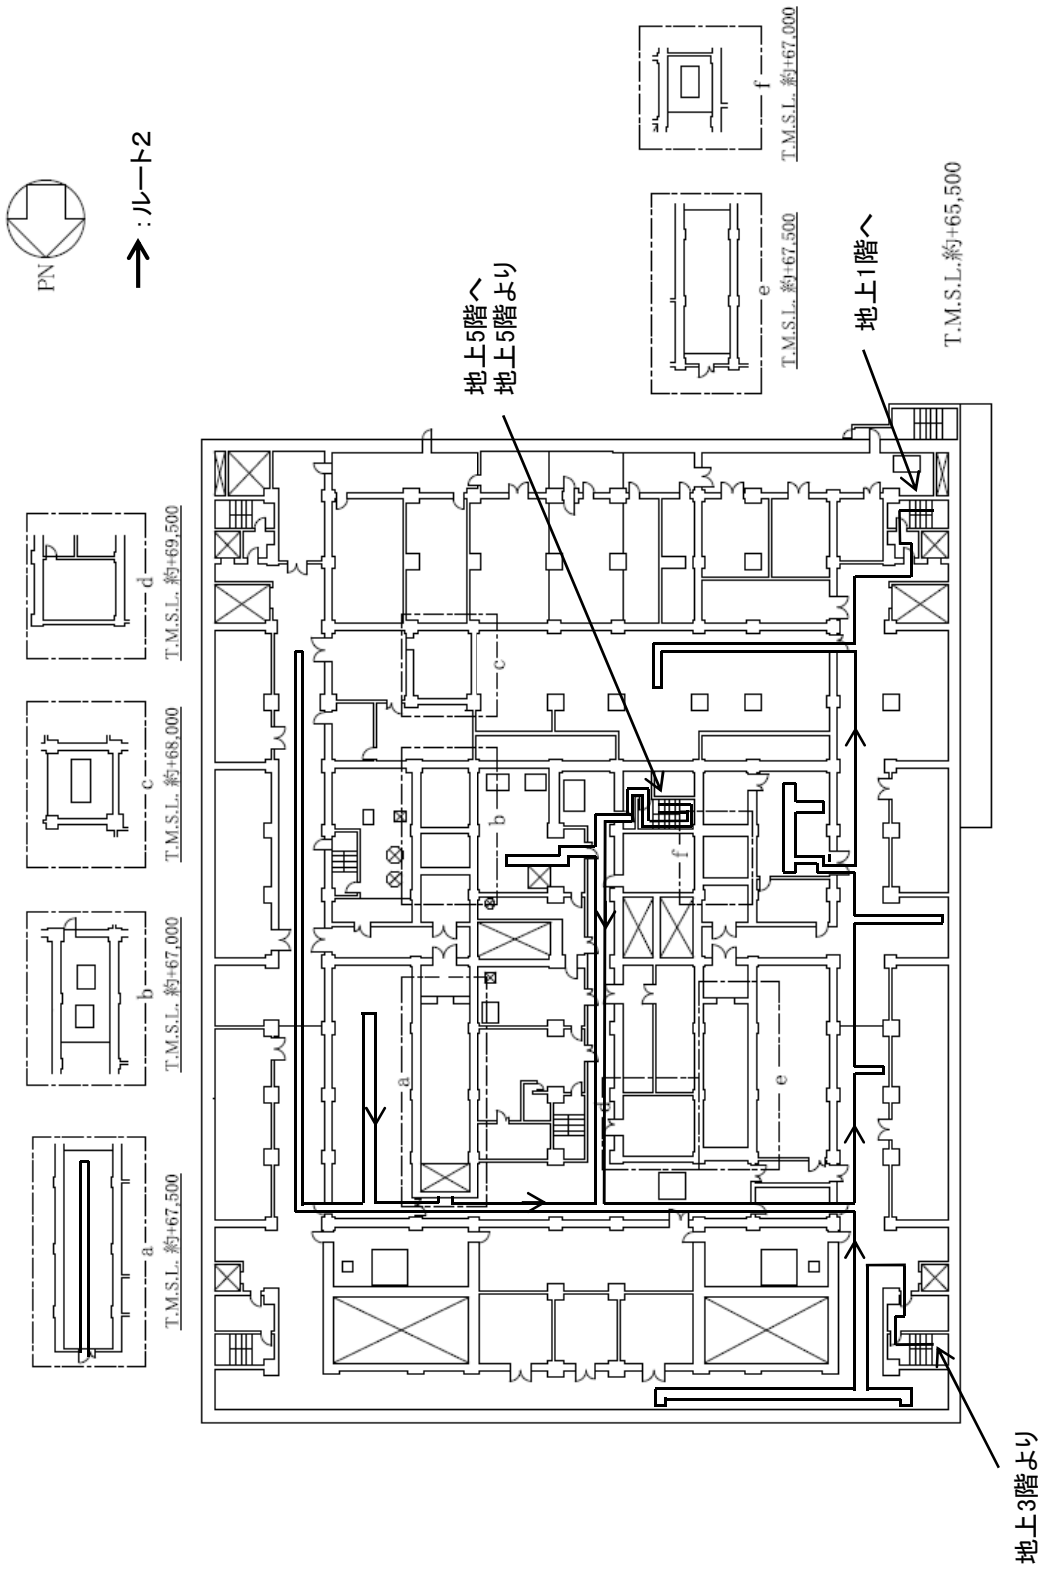 PN
:ルート2
a
T.M.S.L. 約+67,500
b
T.M.S.L. 約+67,000
c
T.M.S.L. 約+68,000
d
T.M.S.L. 約+69,500
e
T.M.S.L. 約+67,500
f
T.M.S.L. 約+67,000
地上5階へ
地上5階より
地上1階へ
T.M.S.L.約+65,500
地上3階より
a
b
c
d
e
f